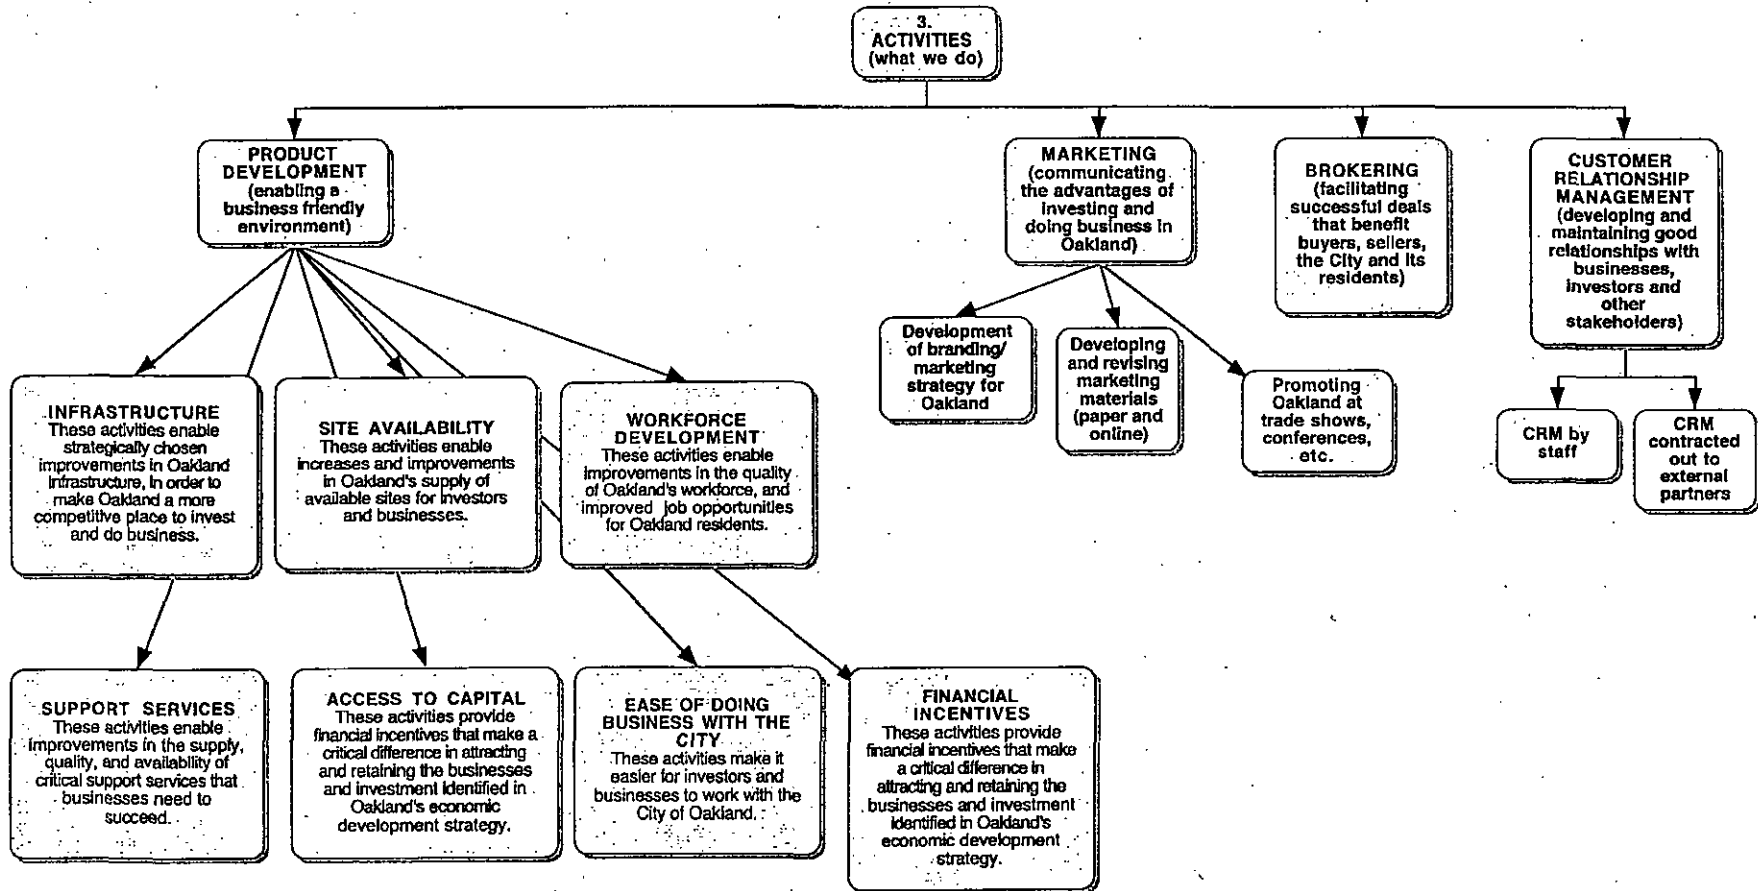 3.
ACTIVITIES
(what we do)
PRODUCT
DEVELOPMENT
(enabling a
business friendly
environment)
MARKETING
(communicating
the advantages of
investing and
doing business in
Oakland)
BROKERING
(facilitating
successful deals
that benefit
buyers, sellers,
the City and its
residents)
CUSTOMER
RELATIONSHIP
MANAGEMENT
(developing and
maintaining good
relationships with
businesses,
investors and
other
stakeholders)
Development
of branding/
marketing
strategy for
Oakland
Developing
and revising
marketing
materials
(paper and
online)
Promoting
Oakland at
trade shows,
conferences,
etc.
CRM by
staff
CRM
contracted
out to
external
partners
INFRASTRUCTURE
These activities enable
strategically chosen
improvements in Oakland
infrastructure, in order to
make Oakland a more
competitive place to invest
and do business.
SITE AVAILABILITY
These activities enable
increases and improvements
in Oakland's supply of
available sites for investors
and businesses.
WORKFORCE
DEVELOPMENT
These activities enable
improvements in the quality
of Oakland's workforce, and
improved job opportunities
for Oakland residents.
SUPPORT SERVICES
These activities enable
improvements in the supply,
quality, and availability of
critical support services that
businesses need to
succeed.
ACCESS TO CAPITAL
These activities provide
financial incentives that make a
critical difference in attracting
and retaining the businesses
and investment identified in
Oakland's economic
development strategy.
EASE OF DOING
BUSINESS WITH THE
CITY
These activities make it
easier for investors and
businesses to work with the
City of Oakland.
FINANCIAL
INCENTIVES
These activities provide
financial incentives that make
a critical difference in
attracting and retaining the
businesses and investment
identified in Oakland's
economic development
strategy.